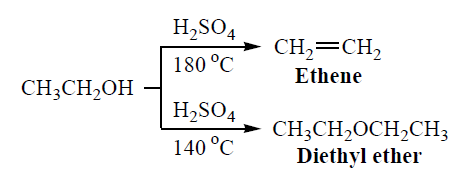 H₂SO₄
180 °C
CH₂=CH₂
Ethene
CH₃CH₂OH
H₂SO₄
140 °C
CH₃CH₂OCH₂CH₃
Diethyl ether